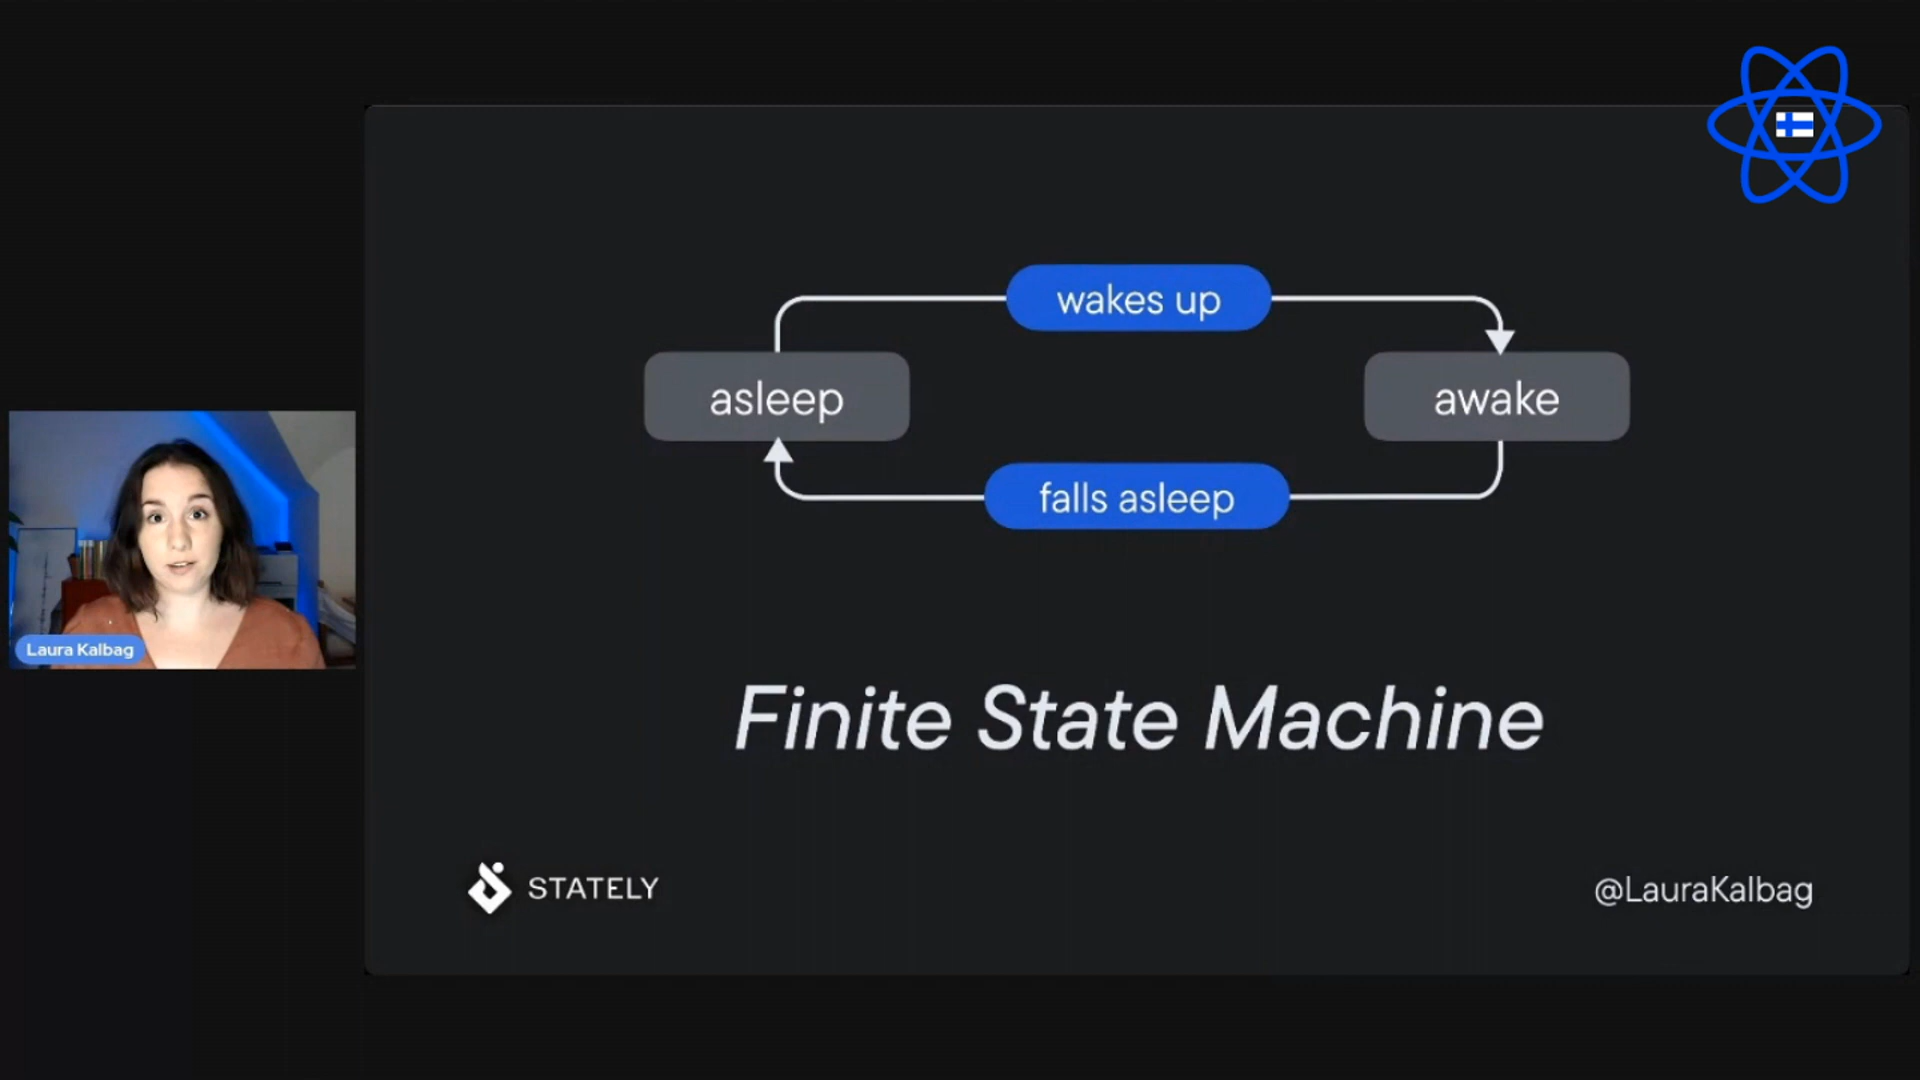 wakes up
asleep
awake
falls asleep
Laura Kalbag
Finite State Machine
STATELY
@LauraKalbag